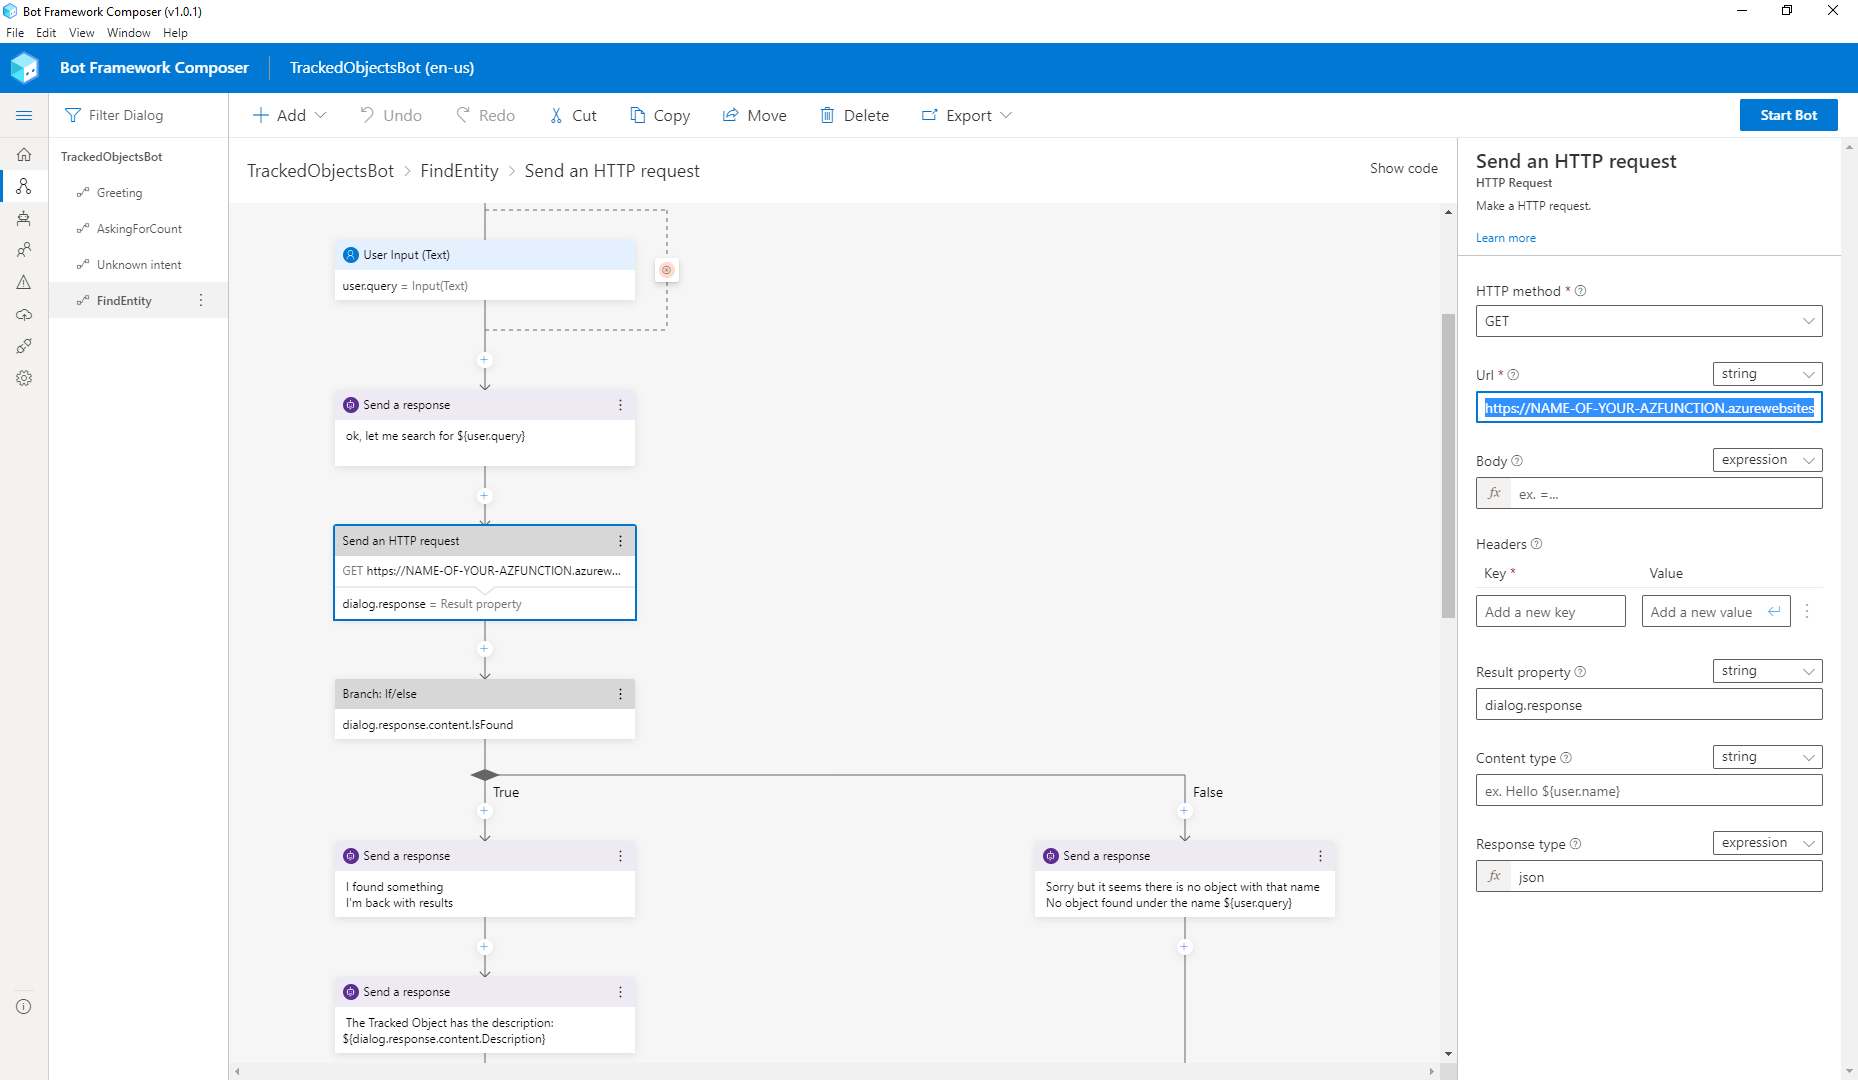 Bot Framework Composer (v1.0.1)
File Edit View Window Help
Bot Framework Composer TrackedObjectsBot (en-us)
Filter Dialog
Add Undo Redo Cut Copy Move Delete Export Start Bot
TrackedObjectsBot
Greeting
AskingForCount
Unknown intent
FindEntity
TrackedObjectsBot > FindEntity > Send an HTTP request
Show code
User Input (Text)
user.query = Input(Text)
Send a response
ok, let me search for ${user.query}
Send an HTTP request
GET https://NAME-OF-YOUR-AZFUNCTION.azurew...
dialog.response = Result property
Branch: If/else
dialog.response.content.IsFound
True
False
Send a response
I found something
I'm back with results
Send a response
Sorry but it seems there is no object with that name
No object found under the name ${user.query}
Send a response
The Tracked Object has the description:
${dialog.response.content.Description}
Send an HTTP request
HTTP Request
Make a HTTP request.
Learn more
HTTP method *
GET
Url * string
https://NAME-OF-YOUR-AZFUNCTION.azurewebsites
Body expression
fx ex. =...
Headers
Key * Value
Add a new key Add a new value
Result property string
dialog.response
Content type string
ex. Hello ${user.name}
Response type expression
fx json